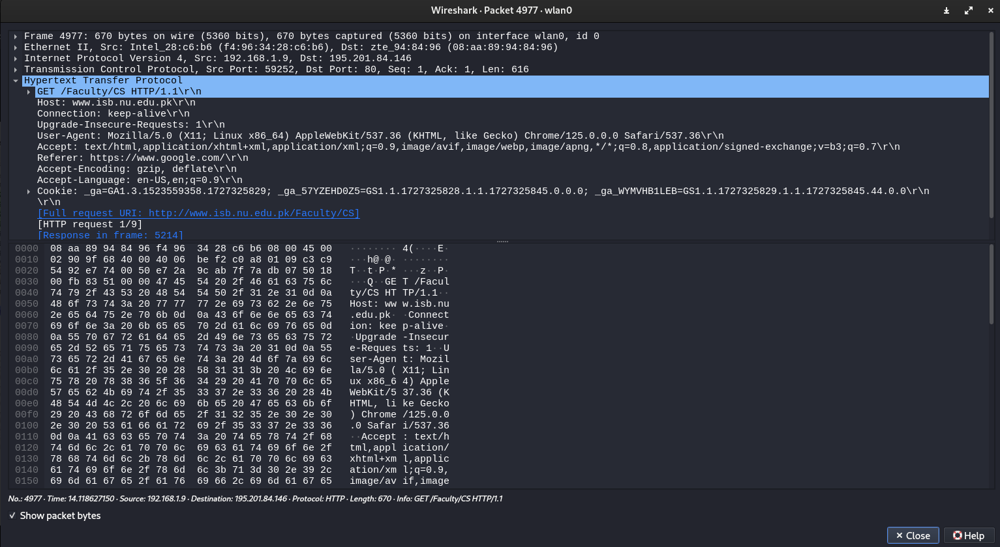 Wireshark · Packet 4977 · wlan0
Frame 4977: 670 bytes on wire (5360 bits), 670 bytes captured (5360 bits) on interface wlan0, id 0
Ethernet II, Src: Intel_28:c6:b6 (f4:96:34:28:c6:b6), Dst: zte_94:84:96 (08:aa:89:94:84:96)
Internet Protocol Version 4, Src: 192.168.1.9, Dst: 195.201.84.146
Transmission Control Protocol, Src Port: 59252, Dst Port: 80, Seq: 1, Ack: 1, Len: 616
Hypertext Transfer Protocol
GET /Faculty/CS HTTP/1.1\r\n
Host: www.isb.nu.edu.pk\r\n
Connection: keep-alive\r\n
Upgrade-Insecure-Requests: 1\r\n
User-Agent: Mozilla/5.0 (X11; Linux x86_64) AppleWebKit/537.36 (KHTML, like Gecko) Chrome/125.0.0.0 Safari/537.36\r\n
Accept: text/html,application/xhtml+xml,application/xml;q=0.9,image/avif,image/webp,image/apng,*/*;q=0.8,application/signed-exchange;v=b3;q=0.7\r\n
Referer: https://www.google.com/\r\n
Accept-Encoding: gzip, deflate\r\n
Accept-Language: en-US,en;q=0.9\r\n
Cookie: _ga=GA1.3.1523559358.1727325829; _ga_57YZEHD0Z5=GS1.1.1727325828.1.1.1727325845.0.0.0; _ga_WYMVHB1LEB=GS1.1.1727325829.1.1.1727325845.44.0.0\r\n
\r\n
[Full request URI: http://www.isb.nu.edu.pk/Faculty/CS]
[HTTP request 1/9]
[Response in frame: 5214]
0000 08 aa 89 94 84 96 f4 96 34 28 c6 b6 08 00 45 00 ········ 4(····E·
0010 02 90 9f 68 40 00 40 06 be f2 c0 a8 01 09 c3 c9 ···h@·@· ········
0020 54 92 e7 74 00 50 e7 2a 9c ab 7f 7a db 07 50 18 T··t·P·* ···z··P·
0030 00 fb 83 51 00 00 47 45 54 20 2f 46 61 63 75 6c ···Q··GE T /Facul
0040 74 79 2f 43 53 20 48 54 54 50 2f 31 2e 31 0d 0a ty/CS HT TP/1.1··
0050 48 6f 73 74 3a 20 77 77 77 2e 69 73 62 2e 6e 75 Host: ww w.isb.nu
0060 2e 65 64 75 2e 70 6b 0d 0a 43 6f 6e 6e 65 63 74 .edu.pk· ·Connect
0070 69 6f 6e 3a 20 6b 65 65 70 2d 61 6c 69 76 65 0d ion: kee p-alive·
0080 0a 55 70 67 72 61 64 65 2d 49 6e 73 65 63 75 72 ·Upgrade -Insecur
0090 65 2d 52 65 71 75 65 73 74 73 3a 20 31 0d 0a 55 e-Reques ts: 1··U
00a0 73 65 72 2d 41 67 65 6e 74 3a 20 4d 6f 7a 69 6c ser-Agen t: Mozil
00b0 6c 61 2f 35 2e 30 20 28 58 31 31 3b 20 4c 69 6e la/5.0 ( X11; Lin
00c0 75 78 20 78 38 36 5f 36 34 29 20 41 70 70 6c 65 ux x86_6 4) Apple
00d0 57 65 62 4b 69 74 2f 35 33 37 2e 33 36 20 28 4b WebKit/5 37.36 (K
00e0 48 54 4d 4c 2c 20 6c 69 6b 65 20 47 65 63 6b 6f HTML, li ke Gecko
00f0 29 20 43 68 72 6f 6d 65 2f 31 32 35 2e 30 2e 30 ) Chrome /125.0.0
0100 2e 30 20 53 61 66 61 72 69 2f 35 33 37 2e 33 36 .0 Safar i/537.36
0110 0d 0a 41 63 63 65 70 74 3a 20 74 65 78 74 2f 68 ··Accept : text/h
0120 74 6d 6c 2c 61 70 70 6c 69 63 61 74 69 6f 6e 2f tml,appl ication/
0130 78 68 74 6d 6c 2b 78 6d 6c 2c 61 70 70 6c 69 63 xhtml+xm l,applic
0140 61 74 69 6f 6e 2f 78 6d 6c 3b 71 3d 30 2e 39 2c ation/xm l;q=0.9,
0150 69 6d 61 67 65 2f 61 76 69 66 2c 69 6d 61 67 65 image/av if,image
No.: 4977 · Time: 14.118627150 · Source: 192.168.1.9 · Destination: 195.201.84.146 · Protocol: HTTP · Length: 670 · Info: GET /Faculty/CS HTTP/1.1
Show packet bytes
Close
Help